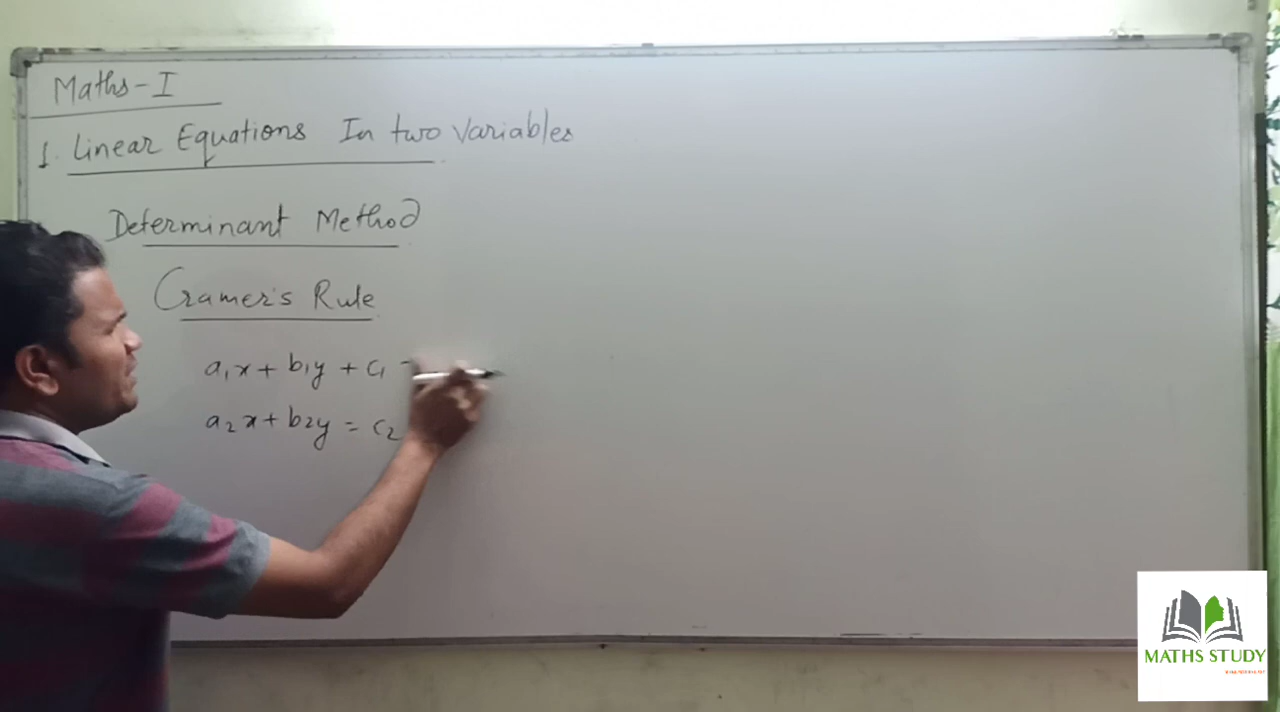 Maths-I
1. Linear Equations In two Variables
Determinant Method
Cramer's Rule
a₁x + b₁y + c₁ -
a₂x + b₂y = c₂
MATHS STUDY